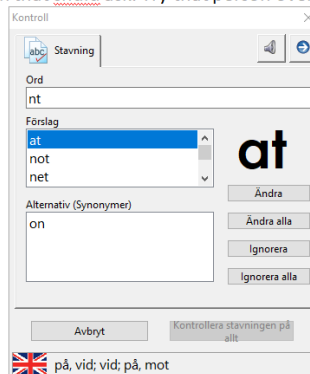 Kontroll
abc Stavning
Ord
nt
Förslag
at
not
net
at
Ändra
Alternativ (Synonymer)
on
Ändra alla
Ignorera
Ignorera alla
Avbryt
Kontrollera stavningen på
allt
på, vid; vid; på, mot